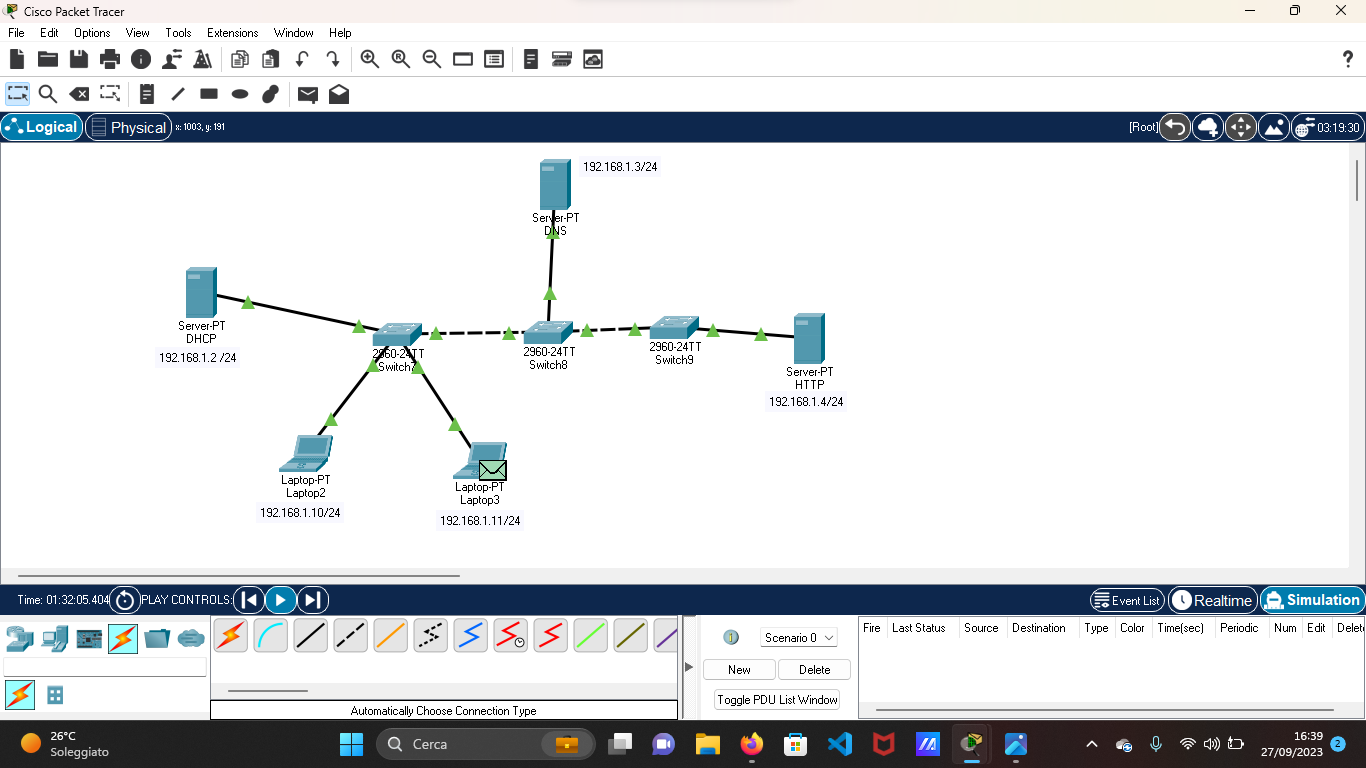 Cisco Packet Tracer
File Edit Options View Tools Extensions Window Help
Logical Physical x: 1003, y: 191 [Root] 03:19:30
192.168.1.3/24
Server-PT
DNS
Server-PT
DHCP
192.168.1.2 /24
2960-24TT
Switch7
2960-24TT
Switch8
2960-24TT
Switch9
Server-PT
HTTP
192.168.1.4/24
Laptop-PT
Laptop2
192.168.1.10/24
Laptop-PT
Laptop3
192.168.1.11/24
Time: 01:32:05.404 PLAY CONTROLS: Event List Realtime Simulation
Scenario 0
New Delete
Toggle PDU List Window
Fire Last Status Source Destination Type Color Time(sec) Periodic Num Edit Delet
Automatically Choose Connection Type
26°C
Soleggiato
Cerca
16:39
27/09/2023
2